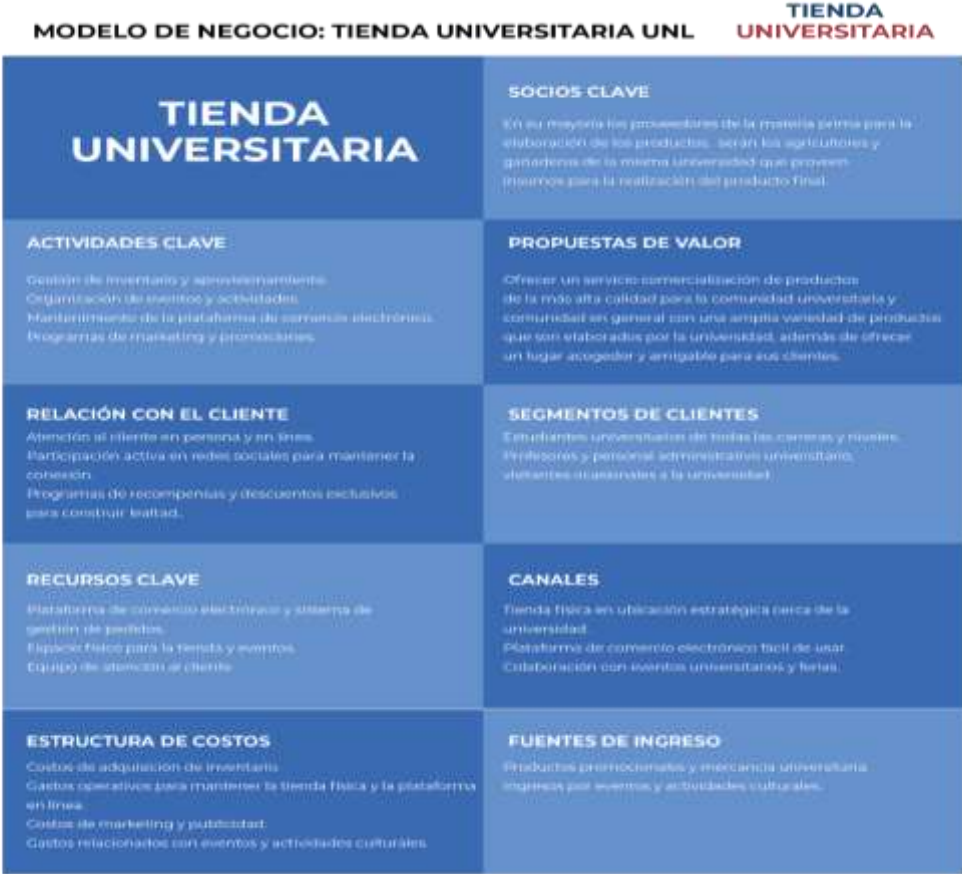 MODELO DE NEGOCIO: TIENDA UNIVERSITARIA UNL
TIENDA
UNIVERSITARIA
TIENDA
UNIVERSITARIA
SOCIOS CLAVE
En su mayoría los proveedores de la materia prima para la
elaboración de los productos, serán los agricultores y
ganaderos de la misma universidad que proveen
insumos para la realización del producto final.
ACTIVIDADES CLAVE
Gestión de inventario y aprovisionamiento.
Organización de eventos y actividades.
Mantenimiento de la plataforma de comercio electrónico.
Programas de marketing y promociones.
PROPUESTAS DE VALOR
Ofrecer un servicio comercialización de productos
de la más alta calidad para la comunidad universitaria y
comunidad en general con una amplia variedad de productos
que son elaborados por la universidad, además de ofrecer
un lugar acogedor y amigable para sus clientes.
RELACIÓN CON EL CLIENTE
Atención al cliente en persona y en línea.
Participación activa en redes sociales para mantener la
conexión.
Programas de recompensas y descuentos exclusivos
para construir lealtad.
SEGMENTOS DE CLIENTES
Estudiantes universitarios de todas las carreras y niveles.
Profesores y personal administrativo universitario,
visitantes ocasionales a la universidad.
RECURSOS CLAVE
Plataforma de comercio electrónico y sistema de
gestión de pedidos.
Espacio físico para la tienda y eventos.
Equipo de atención al cliente.
CANALES
Tienda física en ubicación estratégica cerca de la
universidad.
Plataforma de comercio electrónico fácil de usar.
Colaboración con eventos universitarios y ferias.
ESTRUCTURA DE COSTOS
Costos de adquisición de inventario.
Gastos operativos para mantener la tienda física y la plataforma
en línea.
Costos de marketing y publicidad.
Gastos relacionados con eventos y actividades culturales.
FUENTES DE INGRESO
Productos promocionales y mercancía universitaria.
Ingresos por eventos y actividades culturales.